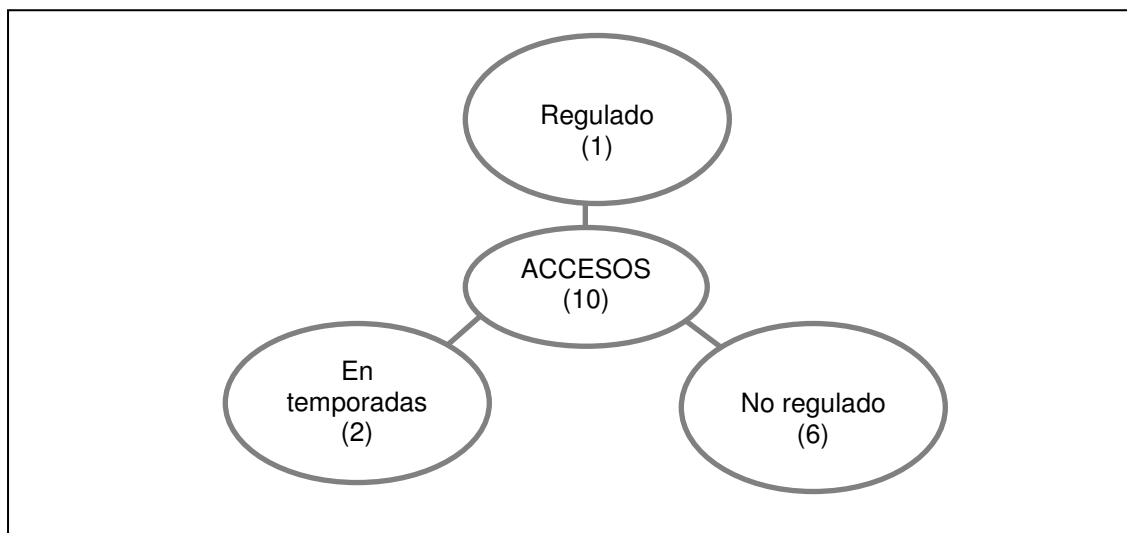 Regulado
(1)
ACCESOS
(10)
En
temporadas
(2)
No regulado
(6)